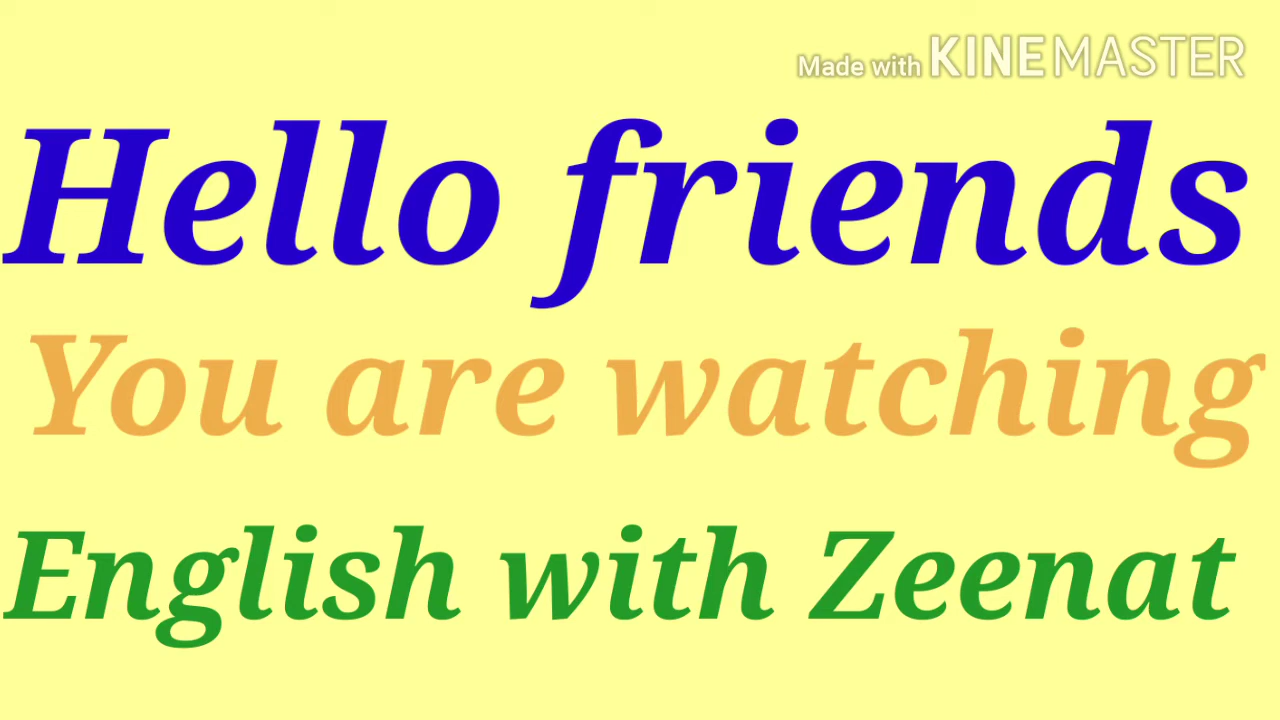 Made with KINEMASTER
Hello friends
You are watching
English with Zeenat